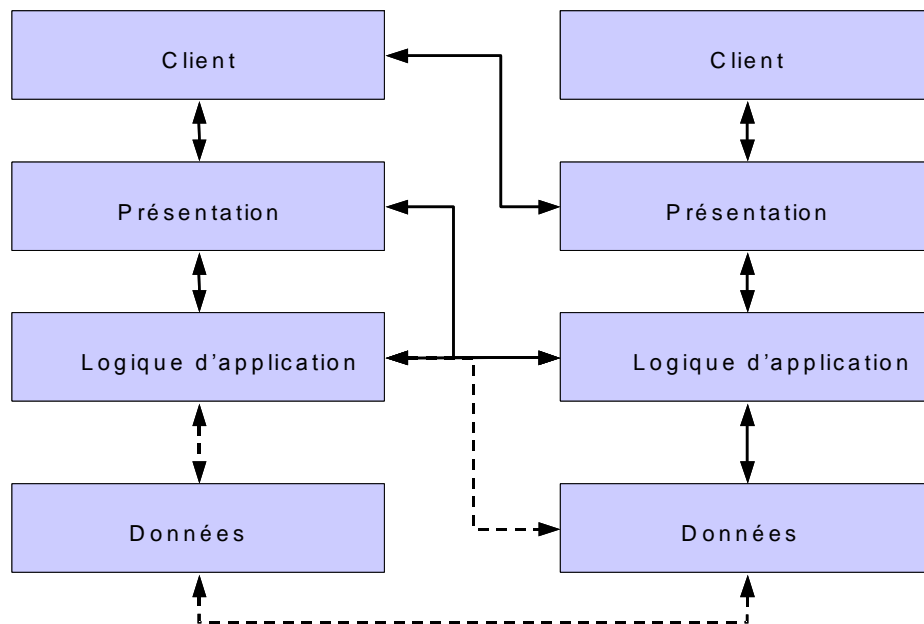 Client
Client
Présentation
Présentation
Logique d’application
Logique d’application
Données
Données